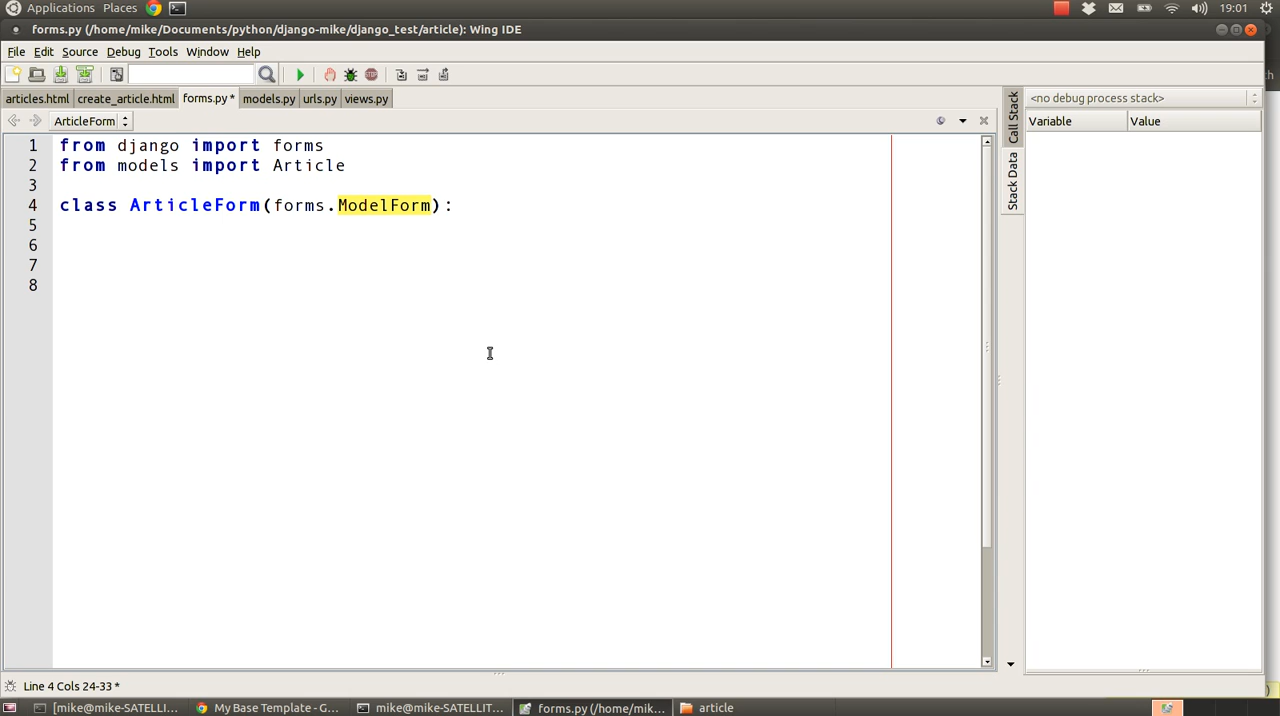 Applications Places 19:01
forms.py (/home/mike/Documents/python/django-mike/django_test/article): Wing IDE
File Edit Source Debug Tools Window Help
articles.html create_article.html forms.py * models.py urls.py views.py
<no debug process stack>
ArticleForm
Variable Value
Call Stack
Stack Data
1 from django import forms
2 from models import Article
3
4 class ArticleForm(forms.ModelForm):
5
6
7
8
Line 4 Cols 24-33 *
[mike@mike-SATELLI... My Base Template - G... mike@mike-SATELLIT... forms.py (/home/mik... article